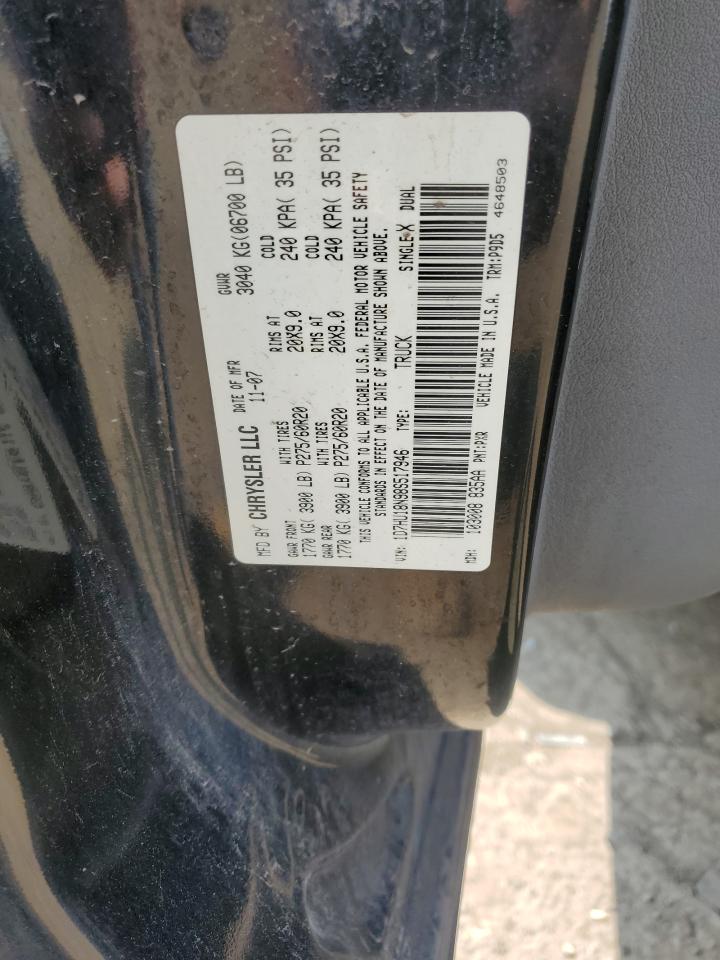 MFD BY CHRYSLER LLC DATE OF MFR GVWR
11-07 3040 KG(06700 LB)
GAWR FRONT WITH TIRES RIMS AT COLD
1770 KG( 3900 LB) P275/60R20 20X9.0 240 KPA( 35 PSI)
GAWR REAR WITH TIRES RIMS AT COLD
1770 KG( 3900 LB) P275/60R20 20X9.0 240 KPA( 35 PSI)
THIS VEHICLE CONFORMS TO ALL APPLICABLE U.S.A. FEDERAL MOTOR VEHICLE SAFETY
STANDARDS IN EFFECT ON THE DATE OF MANUFACTURE SHOWN ABOVE.
VIN: 1D7HU18N98S517946 TYPE: TRUCK SINGLE-X DUAL
MDH: 103008 835AA PNT:PXR VEHICLE MADE IN U.S.A. TRM:P9D5 4648503